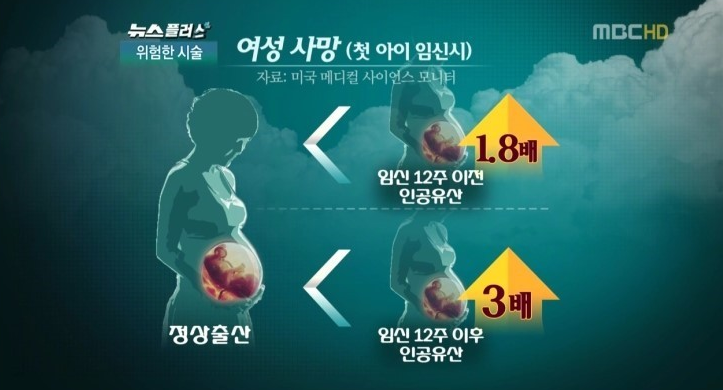 뉴스플러스
위험한 시술
여성 사망 (첫 아이 임신시)
자료: 미국 메디컬 사이언스 모니터
MBC HD
1.8배
임신 12주 이전
인공유산
3배
임신 12주 이후
인공유산
정상출산